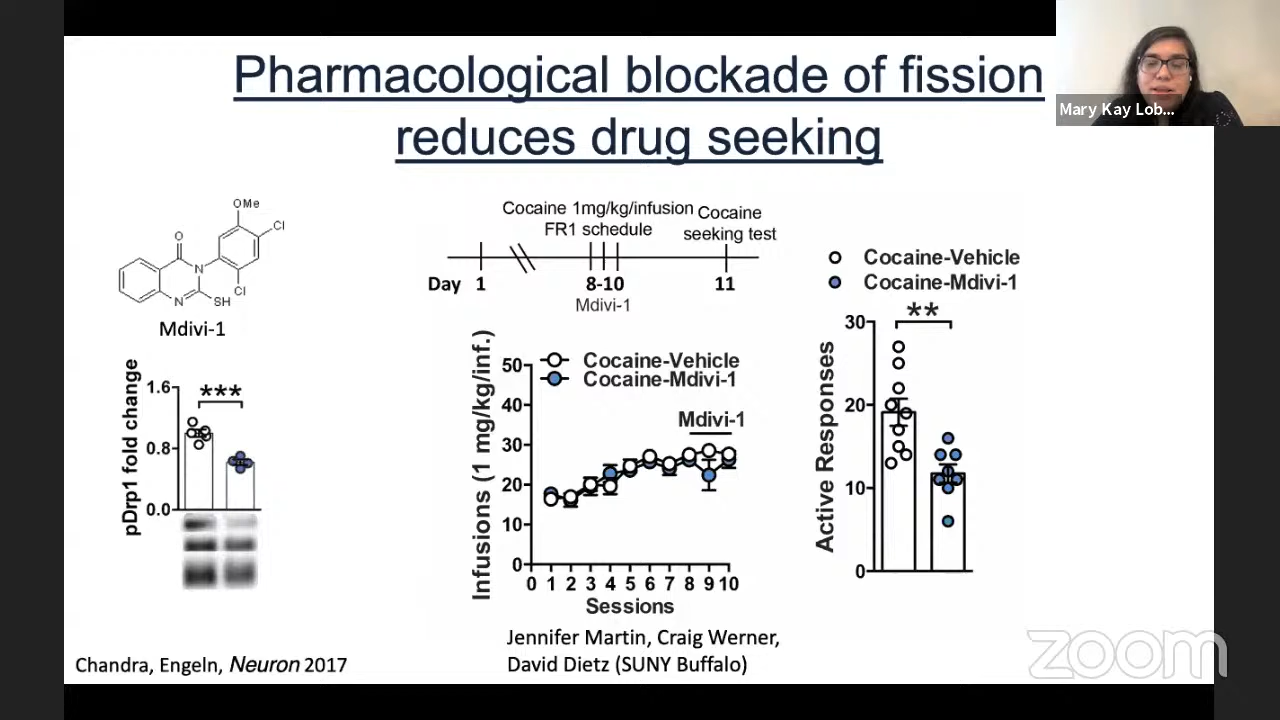 Pharmacological blockade of fission
reduces drug seeking
Mary Kay Lob...
OMe
Cl
O
N
Cl
N
SH
Mdivi-1
pDrp1 fold change
1.6
0.8
0.0
***
Chandra, Engeln, Neuron 2017
Cocaine 1mg/kg/infusion
FR1 schedule
Cocaine
seeking test
Day 1 8-10 11
Mdivi-1
Infusions (1 mg/kg/inf.)
Cocaine-Vehicle
Cocaine-Mdivi-1
Mdivi-1
50
40
30
20
10
0
0 1 2 3 4 5 6 7 8 9 10
Sessions
Jennifer Martin, Craig Werner,
David Dietz (SUNY Buffalo)
Cocaine-Vehicle
Cocaine-Mdivi-1
**
Active Responses
30
20
10
0
zoom